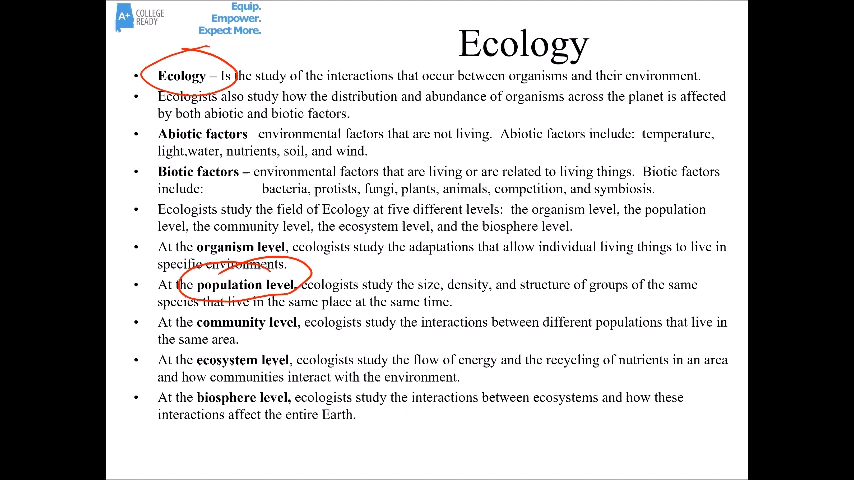 A+ COLLEGE
READY
Equip.
Empower.
Expect More.
Ecology
• Ecology – Is the study of the interactions that occur between organisms and their environment.
• Ecologists also study how the distribution and abundance of organisms across the planet is affected
by both abiotic and biotic factors.
• Abiotic factors environmental factors that are not living. Abiotic factors include: temperature,
light,water, nutrients, soil, and wind.
• Biotic factors – environmental factors that are living or are related to living things. Biotic factors
include: bacteria, protists, fungi, plants, animals, competition, and symbiosis.
• Ecologists study the field of Ecology at five different levels: the organism level, the population
level, the community level, the ecosystem level, and the biosphere level.
• At the organism level, ecologists study the adaptations that allow individual living things to live in
specific environments.
• At the population level, ecologists study the size, density, and structure of groups of the same
species that live in the same place at the same time.
• At the community level, ecologists study the interactions between different populations that live in
the same area.
• At the ecosystem level, ecologists study the flow of energy and the recycling of nutrients in an area
and how communities interact with the environment.
• At the biosphere level, ecologists study the interactions between ecosystems and how these
interactions affect the entire Earth.